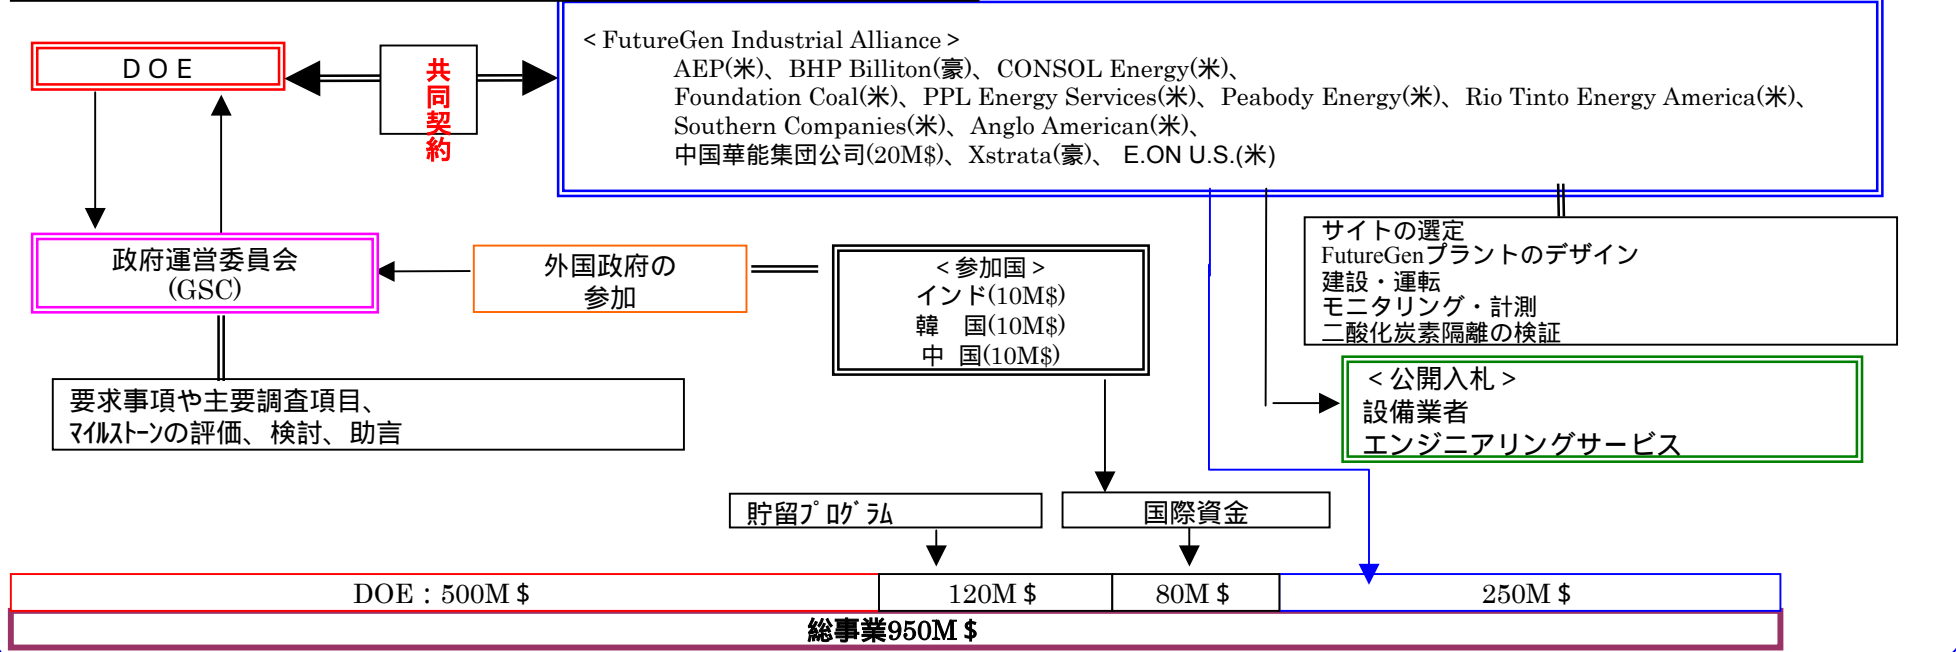 ＤＯＥ
共同契約
＜FutureGen Industrial Alliance＞
AEP(米)、BHP Billiton(豪)、CONSOL Energy(米)、
Foundation Coal(米)、PPL Energy Services(米)、Peabody Energy(米)、Rio Tinto Energy America(米)、
Southern Companies(米)、Anglo American(米)、
中国華能集団公司(20M$)、Xstrata(豪)、 E.ON U.S.(米)
政府運営委員会
(GSC)
外国政府の
参加
＜参加国＞
インド(10M$)
韓　国(10M$)
中 国(10M$)
サイトの選定
FutureGenプラントのデザイン
建設・運転
モニタリング・計測
二酸化炭素隔離の検証
要求事項や主要調査項目、
ﾏｲﾙｽﾄｰﾝの評価、検討、助言
＜公開入札＞
設備業者
エンジニアリングサービス
貯留ﾌﾟﾛｸﾞﾗﾑ
国際資金
DOE：500M＄
120M＄
80M＄
250M＄
総事業950M＄